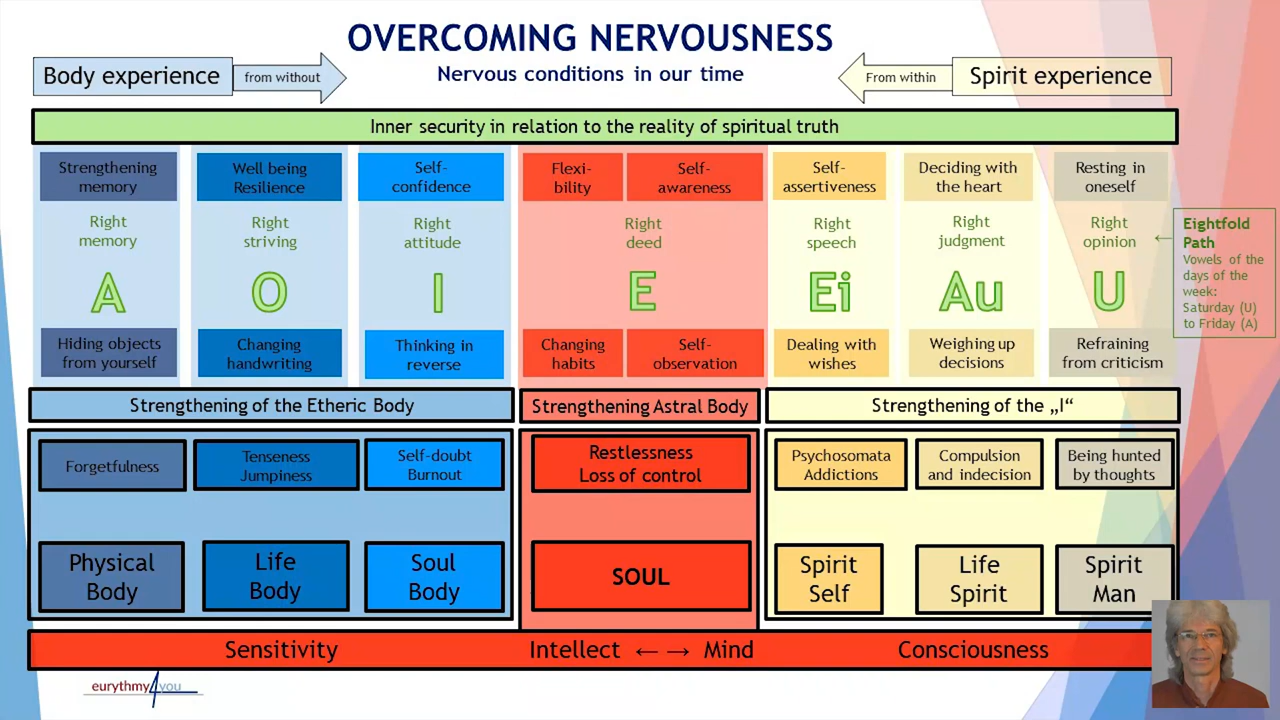 OVERCOMING NERVOUSNESS
Nervous conditions in our time
Body experience
from without
From within
Spirit experience
Inner security in relation to the reality of spiritual truth
Strengthening
memory
Well being
Resilience
Self-
confidence
Flexi-
bility
Self-
awareness
Self-
assertiveness
Deciding with
the heart
Resting in
oneself
Right
memory
Right
striving
Right
attitude
Right
deed
Right
speech
Right
judgment
Right
opinion
←
Eightfold
Path
Vowels of the
days of the
week:
Saturday (U)
to Friday (A)
A
O
I
E
Ei
Au
U
Hiding objects
from yourself
Changing
handwriting
Thinking in
reverse
Changing
habits
Self-
observation
Dealing with
wishes
Weighing up
decisions
Refraining
from criticism
Strengthening of the Etheric Body
Strengthening Astral Body
Strengthening of the „I“
Forgetfulness
Tenseness
Jumpiness
Self-doubt
Burnout
Restlessness
Loss of control
Psychosomata
Addictions
Compulsion
and indecision
Being hunted
by thoughts
Physical
Body
Life
Body
Soul
Body
SOUL
Spirit
Self
Life
Spirit
Spirit
Man
Sensitivity
Intellect ← → Mind
Consciousness
eurythmy4you